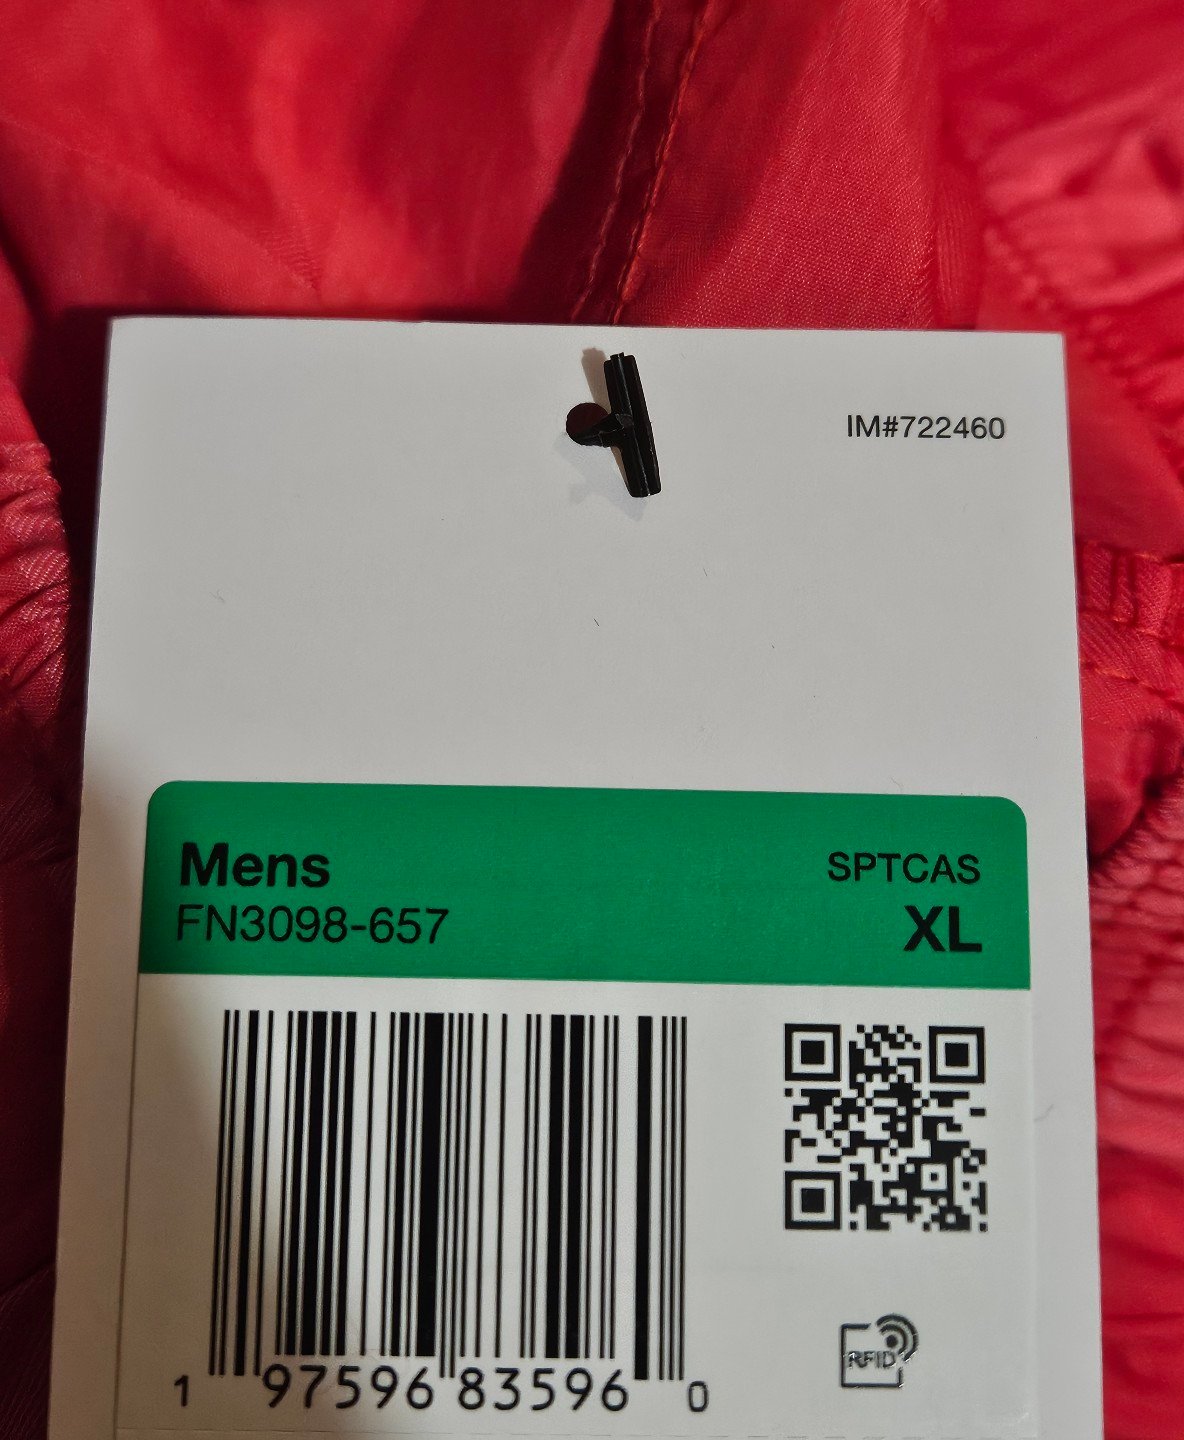 IM#722460
Mens
SPTCAS
FN3098-657
XL
1 97596 83596 0
RFID